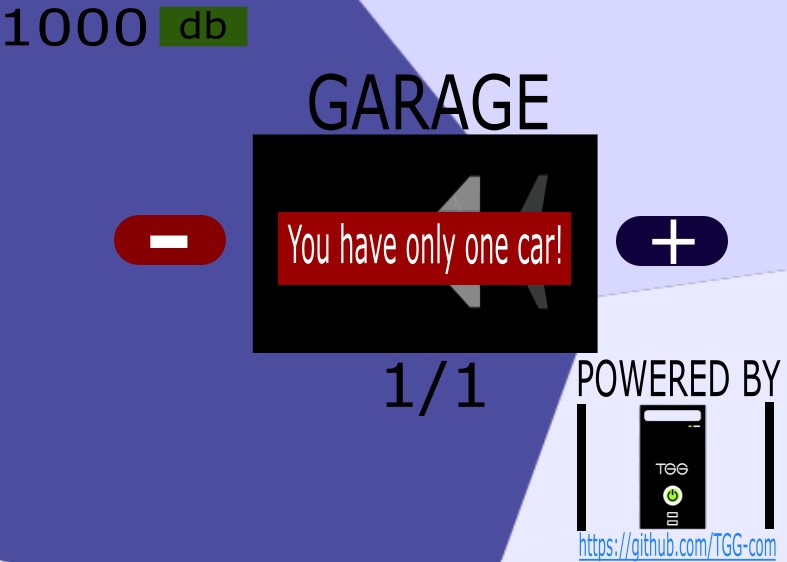 1000 db
GARAGE
You have only one car!
1/1
POWERED BY
TGG
https://github.com/TGG-com